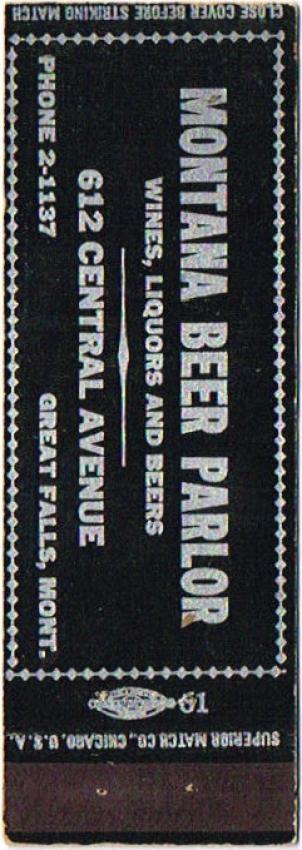 CLOSE COVER BEFORE STRIKING MATCH
MONTANA BEER PARLOR
WINES, LIQUORS AND BEERS
612 CENTRAL AVENUE
PHONE 2-1137 GREAT FALLS, MONT.
61
SUPERIOR MATCH CO., CHICAGO, U.S.A.